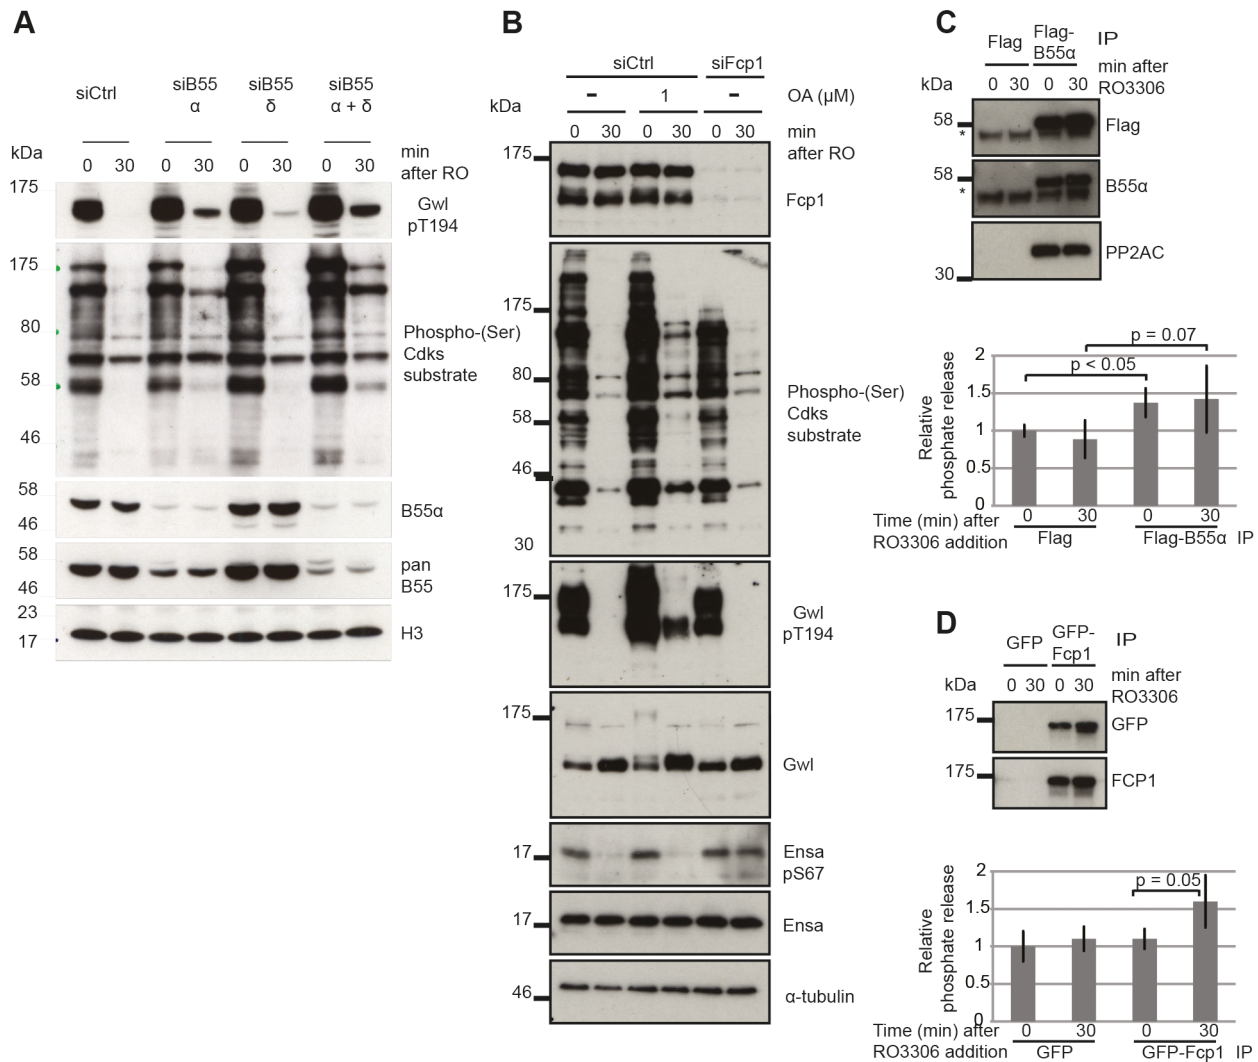 A
siCtrl
siB55
α
siB55
δ
siB55
α + δ
kDa
0 30 0 30 0 30 0 30
min
after RO
175
Gwl
pT194
175
80
58
46
Phospho-(Ser)
Cdks
substrate
58
46
B55α
58
46
pan
B55
23
17
H3
B
siCtrl siFcp1
- 1 - OA (µM)
kDa
0 30 0 30 0 30
min
after RO
175
Fcp1
175
80
58
46
30
Phospho-(Ser)
Cdks
substrate
175
Gwl
pT194
175
Gwl
17
Ensa
pS67
17
Ensa
46
α-tubulin
C
Flag
Flag-
B55α
IP
kDa
0 30 0 30
min after
RO3306
58
*
Flag
58
*
B55α
PP2AC
30
p = 0.07
p < 0.05
Relative
phosphate release
2
1.5
1
0.5
0
Time (min) after
RO3306 addition
0 30 0 30
Flag Flag-B55α IP
D
GFP
GFP-
Fcp1
IP
kDa
0 30 0 30
min after
RO3306
175
GFP
175
FCP1
p = 0.05
Relative
phosphate release
2
1.5
1
0.5
0
Time (min) after
RO3306 addition
0 30 0 30
GFP GFP-Fcp1 IP